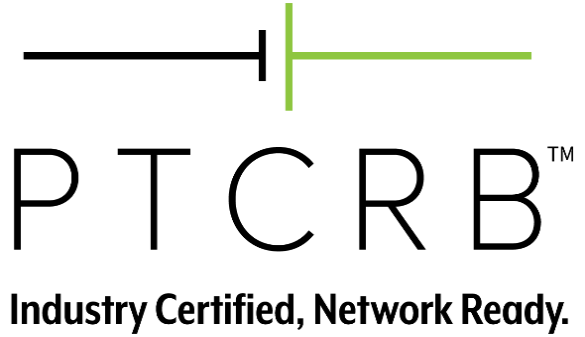 PTCRB™
Industry Certified, Network Ready.